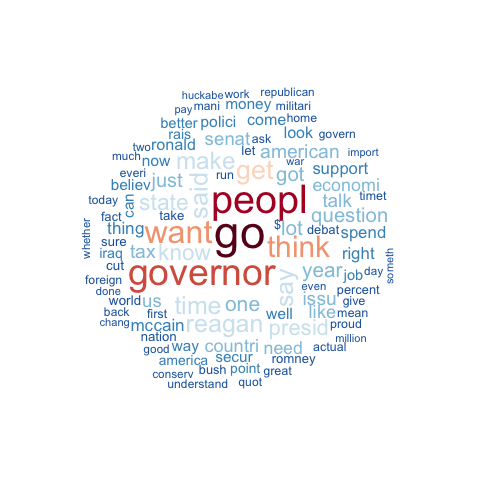 huckabe work republican
pay mani money militari
better polici come home
rais senat look govern
two ronald ask
much now make let american war import
everi get got support
believ just run economi
today can state said peopl talk timet
fact take $ lot question
whether thing want go debat
sure think right
iraq tax know someth
cut governor year job day
foreign say even percent
done us time one issu give
world back reagan well like mean
chang mccain first presid proud
nation way countri need million
good secur actual
america point romney
conserv bush great
understand quot